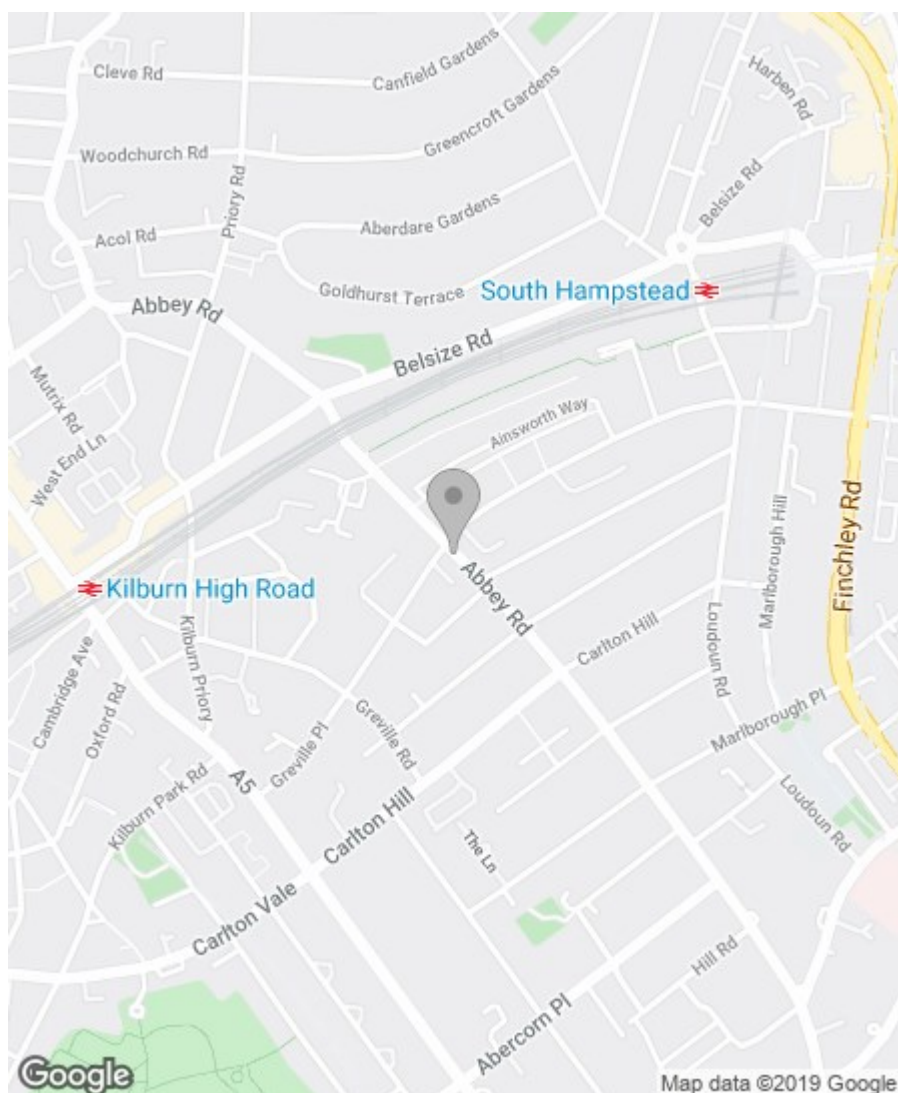 Cleve Rd
Canfield Gardens
Harben Rd
Woodchurch Rd
Greencroft Gardens
Priory Rd
Belsize Rd
Acol Rd
Aberdare Gardens
Goldhurst Terrace
South Hampstead
Abbey Rd
Belsize Rd
Mutrix Rd
West End Ln
Ainsworth Way
Marlborough Hill
Finchley Rd
Kilburn High Road
Abbey Rd
Carlton Hill
Loudoun Rd
Cambridge Ave
Oxford Rd
Kilburn Priory
Greville Pl
Greville Rd
Marlborough Pl
A5
Kilburn Park Rd
Carlton Hill
Loudoun Rd
The Ln
Carlton Vale
Hill Rd
Abercorn Pl
Google
Map data ©2019 Google